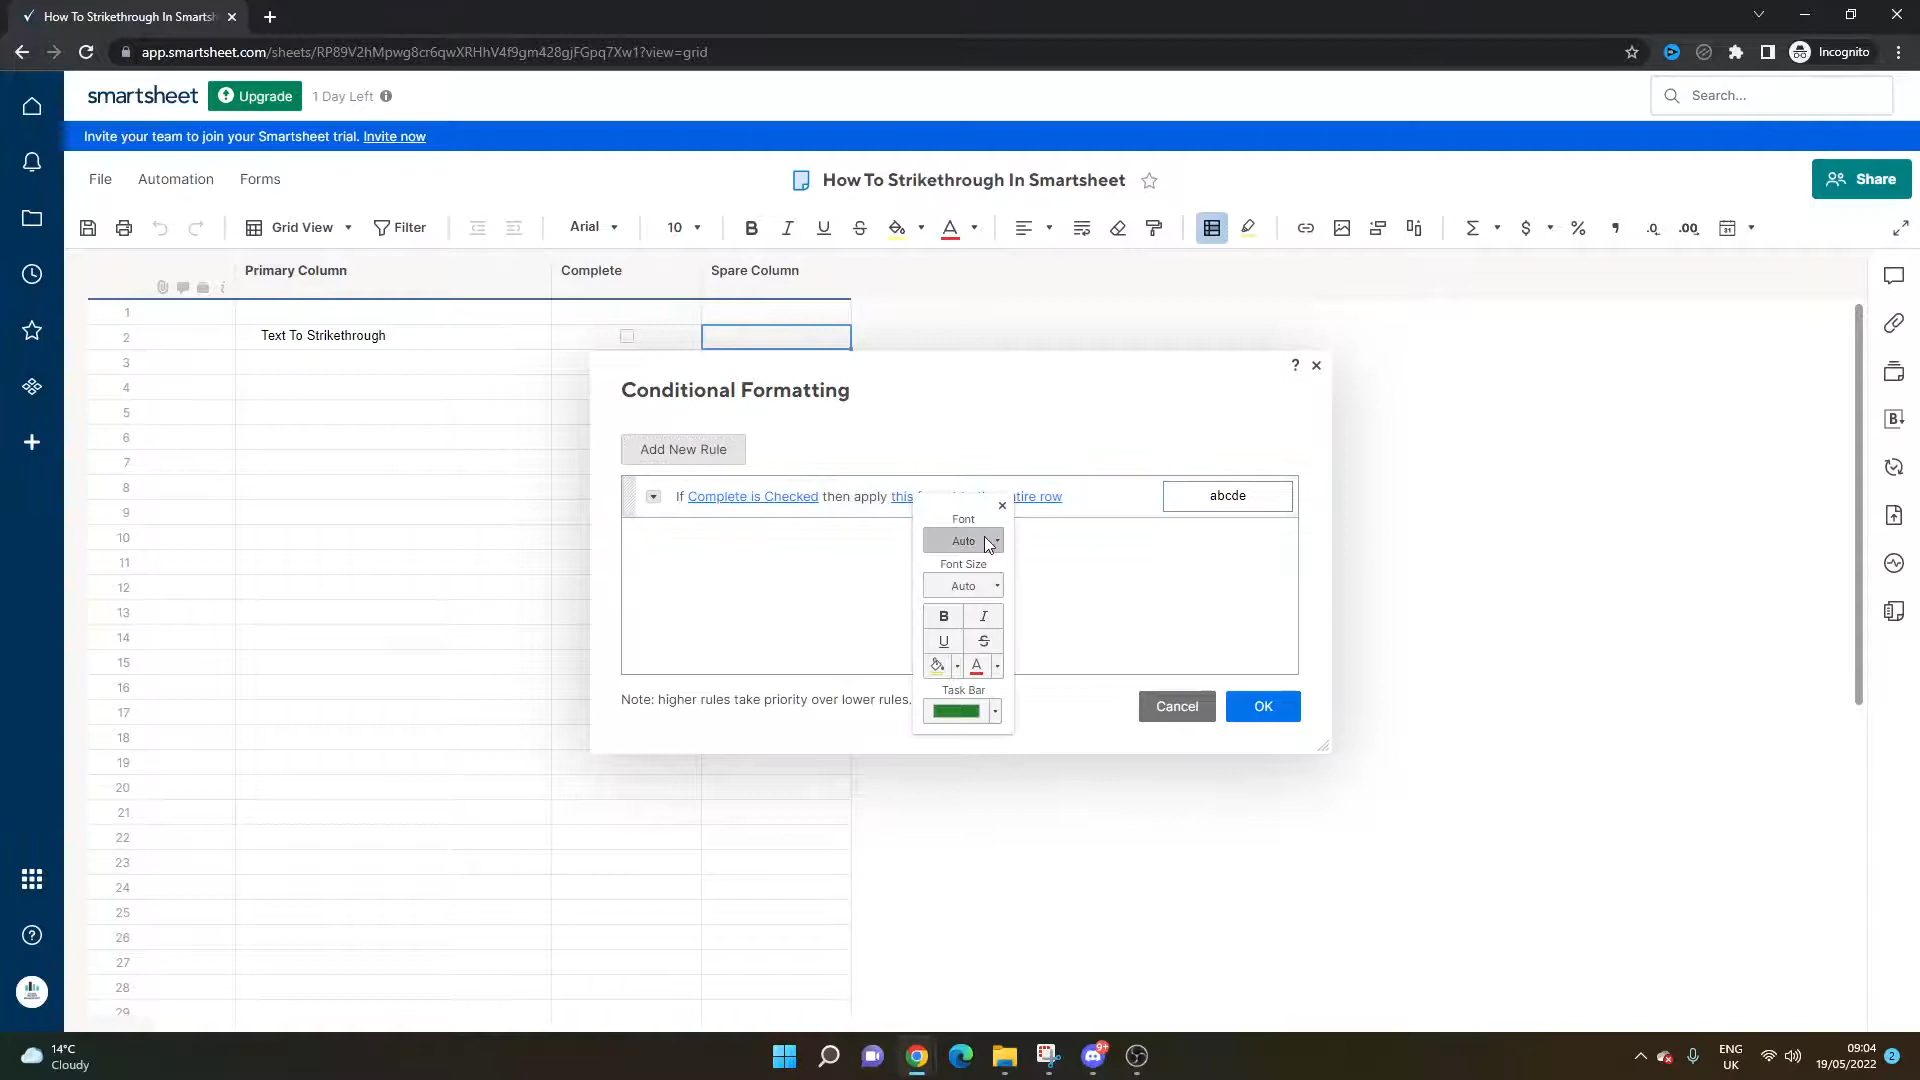 How To Strikethrough In Smartsh
app.smartsheet.com/sheets/RP89V2hMpwg8cr6qwXRHhV4f9gm428gjFGpq7Xw1?view=grid
Incognito
smartsheet
Upgrade
1 Day Left
Search...
Invite your team to join your Smartsheet trial. Invite now
File
Automation
Forms
How To Strikethrough In Smartsheet
Share
Grid View
Filter
Arial
10
Primary Column
Complete
Spare Column
1
2
Text To Strikethrough
3
4
5
6
7
8
9
10
11
12
13
14
15
16
17
18
19
20
21
22
23
24
25
26
27
28
29
Conditional Formatting
Add New Rule
If Complete is Checked then apply this row
abcde
Font
Auto
Font Size
Auto
B I
U S
A
Task Bar
Note: higher rules take priority over lower rules.
Cancel
OK
14°C
Cloudy
9+
ENG
UK
09:04
19/05/2022
2